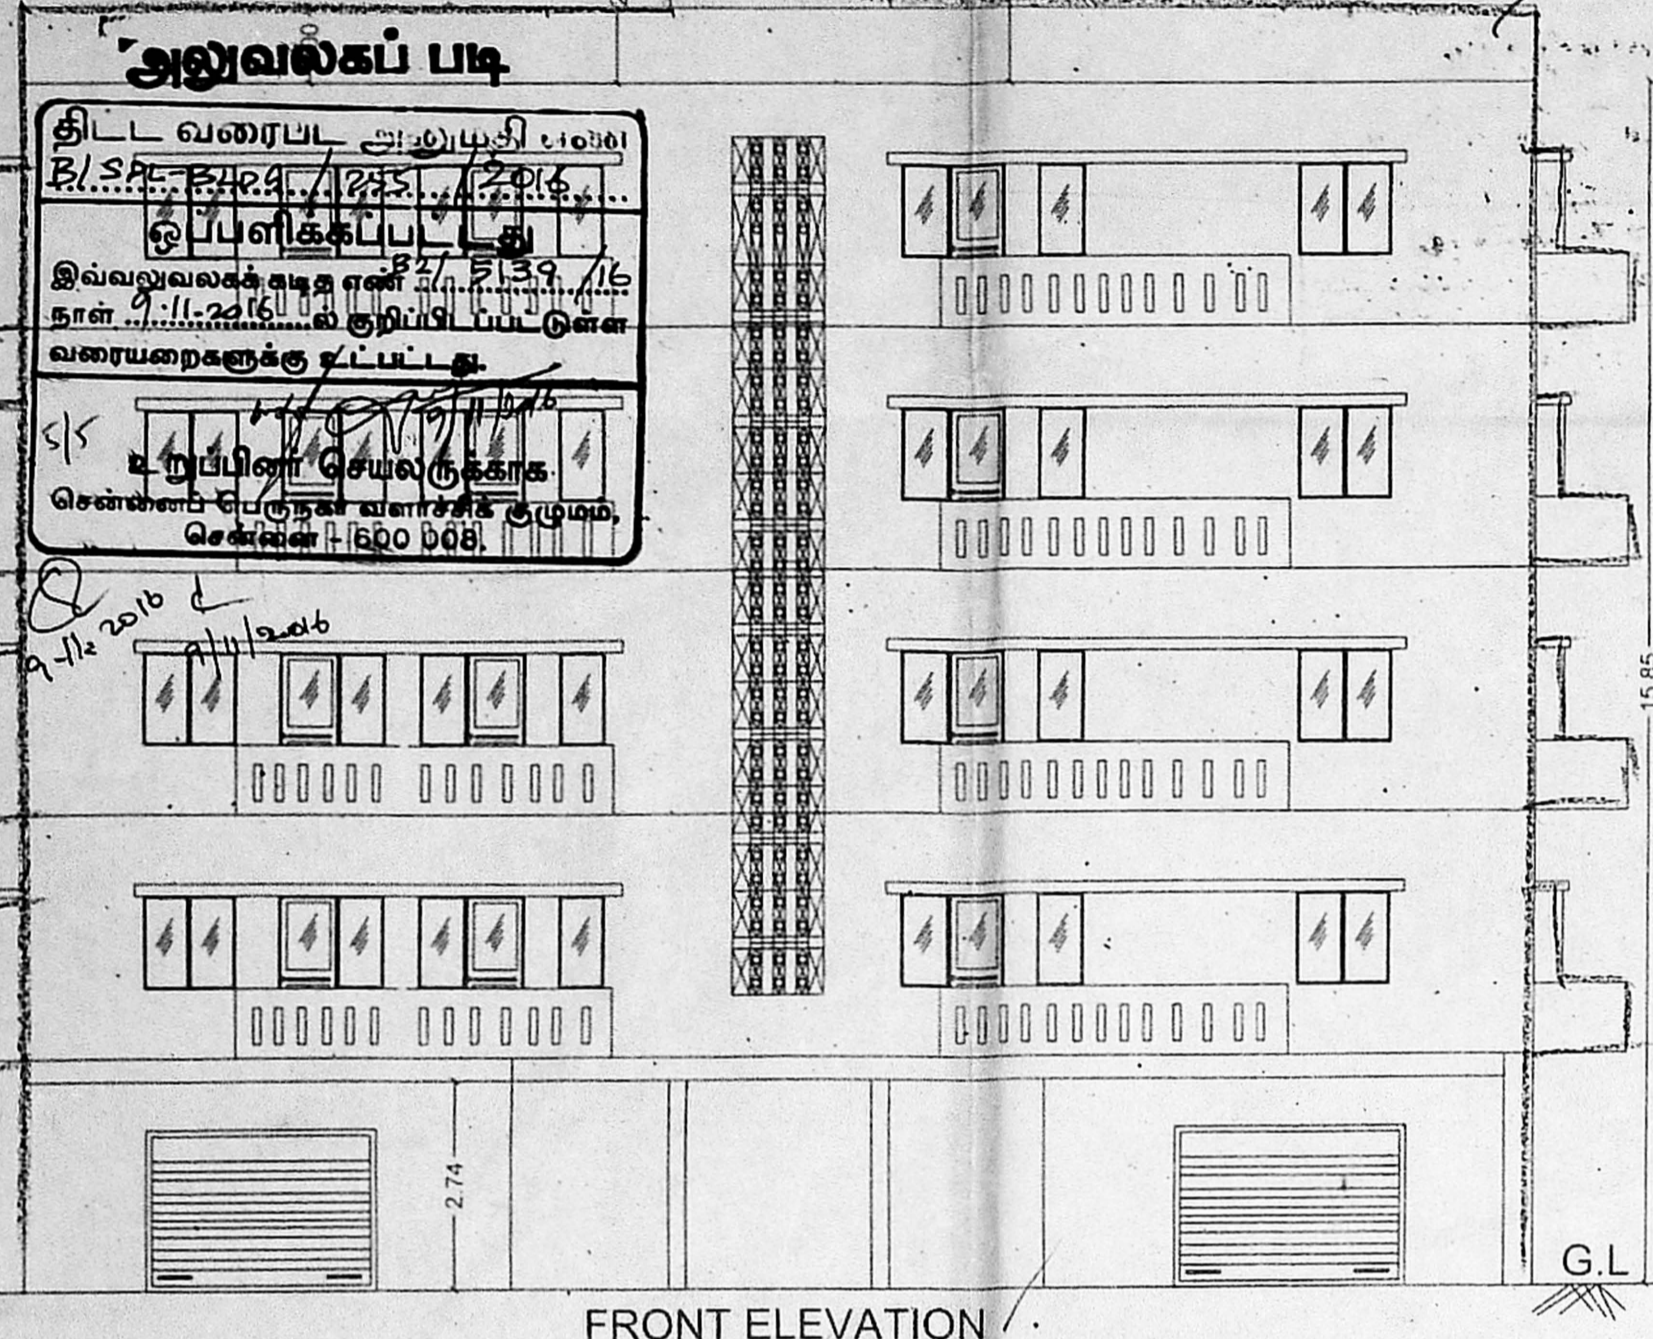 அலுவலகப் படி
திட்ட வரைபட அனுமதி எண்
B/SPL-BLDG / 255 / 2016
ஒப்பளிக்கப்பட்டது
இவ்வலுவலகக் கடித எண் B2/ 5139 /16
நாள் 9.11.2016 ல் குறிப்பிடப்பட்டுள்ள
வரையறைகளுக்கு உட்பட்டது.
9/11/2016
5/5
உறுப்பினர் செயலருக்காக
சென்னைப் பெருநகர் வளர்ச்சிக் குழுமம்,
சென்னை - 600 008.
9/11/2016
15.85
2.74
G.L
FRONT ELEVATION